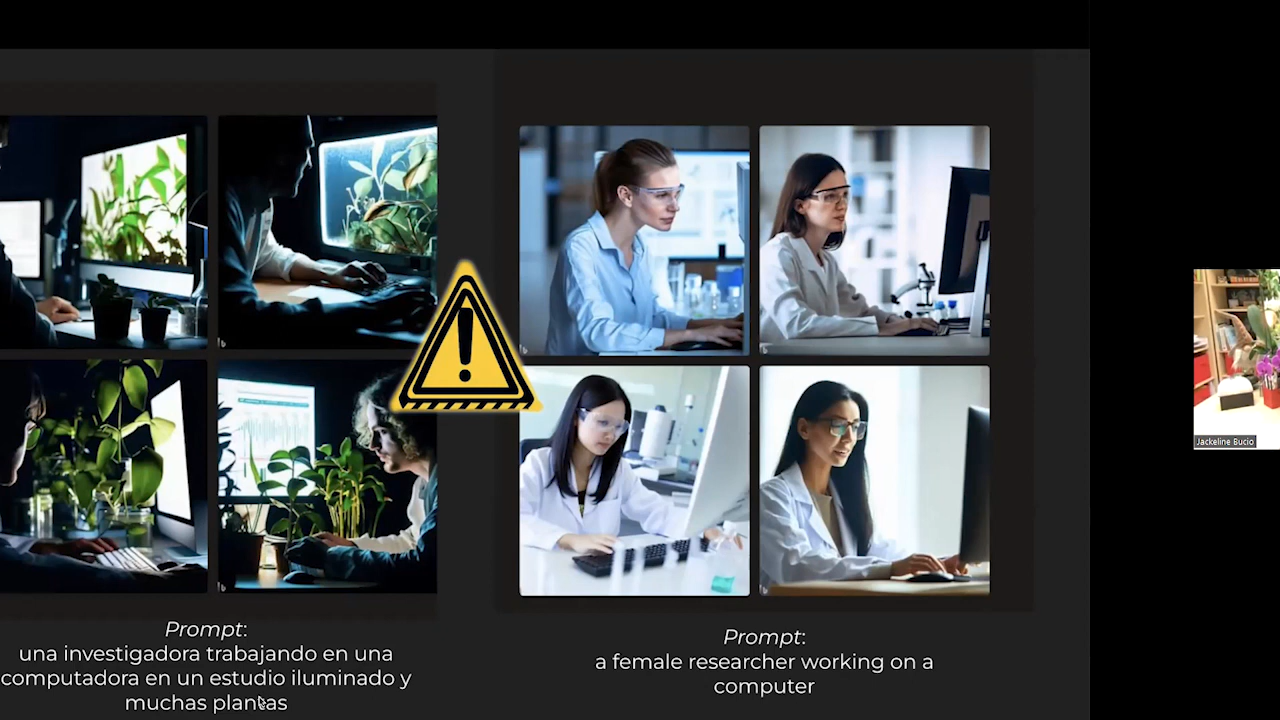 Prompt:
una investigadora trabajando en una
computadora en un estudio iluminado y
muchas plantas
Prompt:
a female researcher working on a
computer
Jackeline Bucio